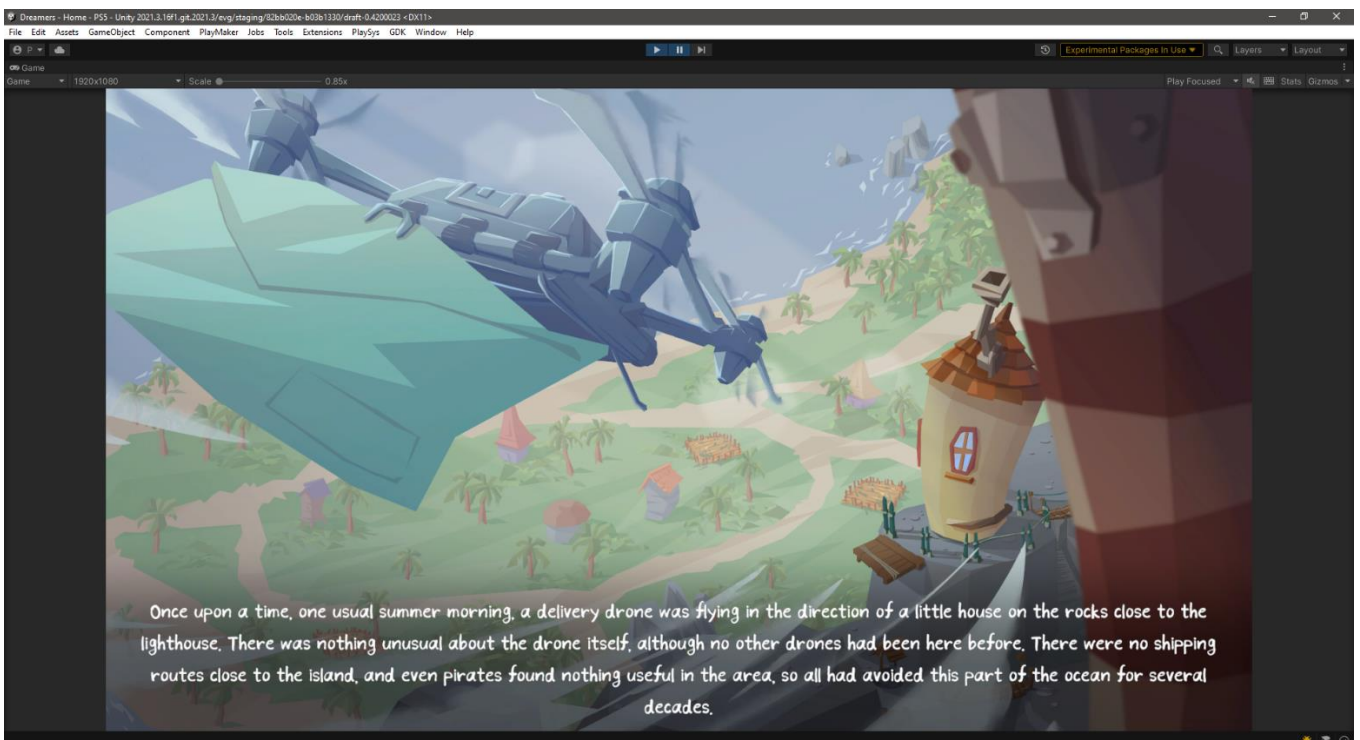 Dreamers - Home - PS5 - Unity 2021.3.16f1.git.2021.3/evg/staging/82bb020e-b03b1330/draft-0.4200023 <DX11>
File Edit Assets GameObject Component PlayMaker Jobs Tools Extensions PlaySys GDK Window Help
P Experimental Packages In Use Layers Layout
Game
Game 1920x1080 Scale 0.85x Play Focused Stats Gizmos
Once upon a time, one usual summer morning, a delivery drone was flying in the direction of a little house on the rocks close to the
lighthouse. There was nothing unusual about the drone itself, although no other drones had been here before. There were no shipping
routes close to the island, and even pirates found nothing useful in the area, so all had avoided this part of the ocean for several
decades.